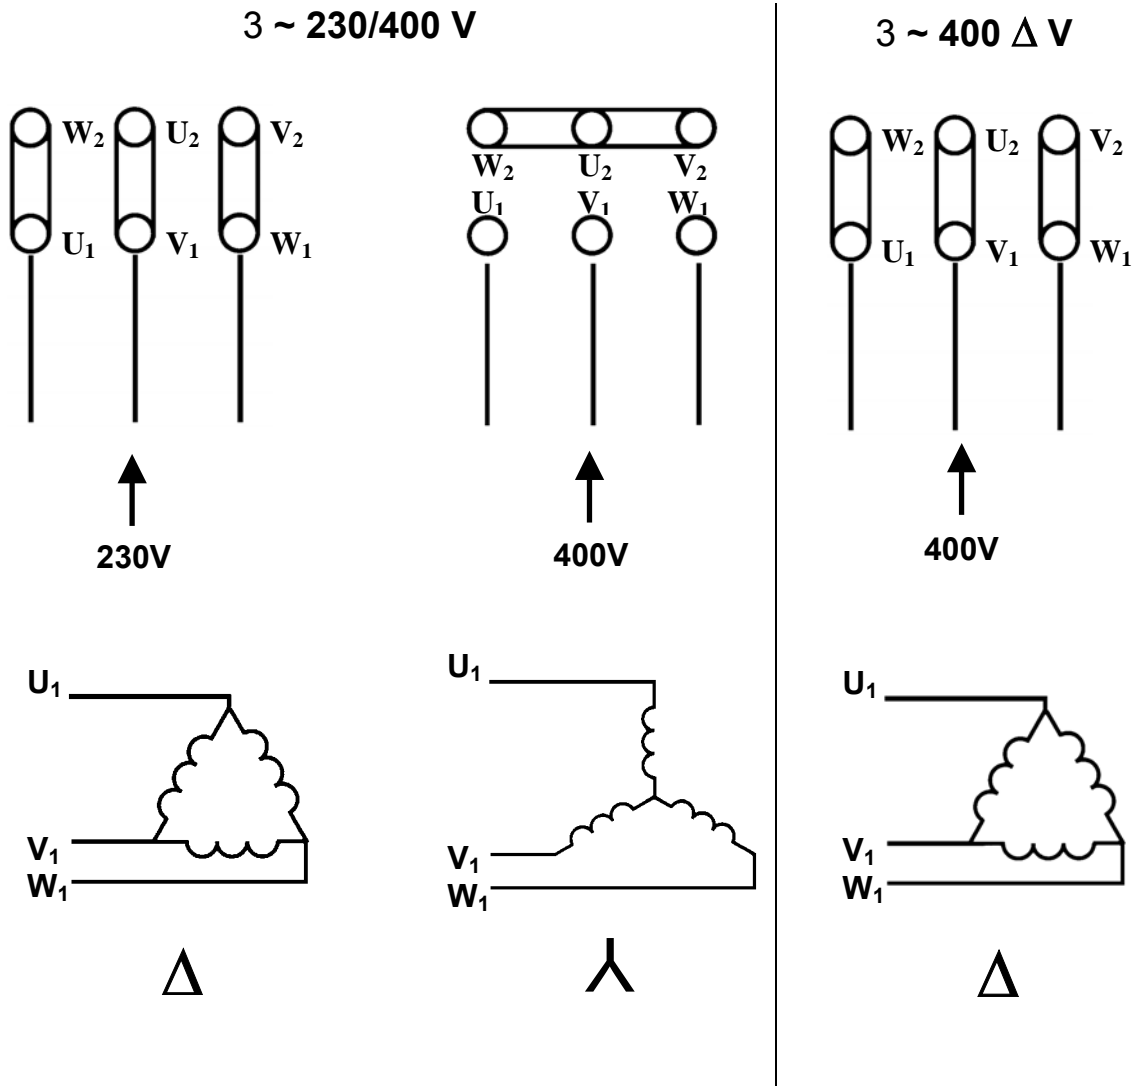 3 ~ 230/400 V
3 ~ 400 Δ V
W₂ U₂ V₂
U₁ V₁ W₁
W₂ U₂ V₂
U₁ V₁ W₁
W₂ U₂ V₂
U₁ V₁ W₁
230V
400V
400V
U₁
V₁
W₁
Δ
U₁
V₁
W₁
U₁
V₁
W₁
Δ